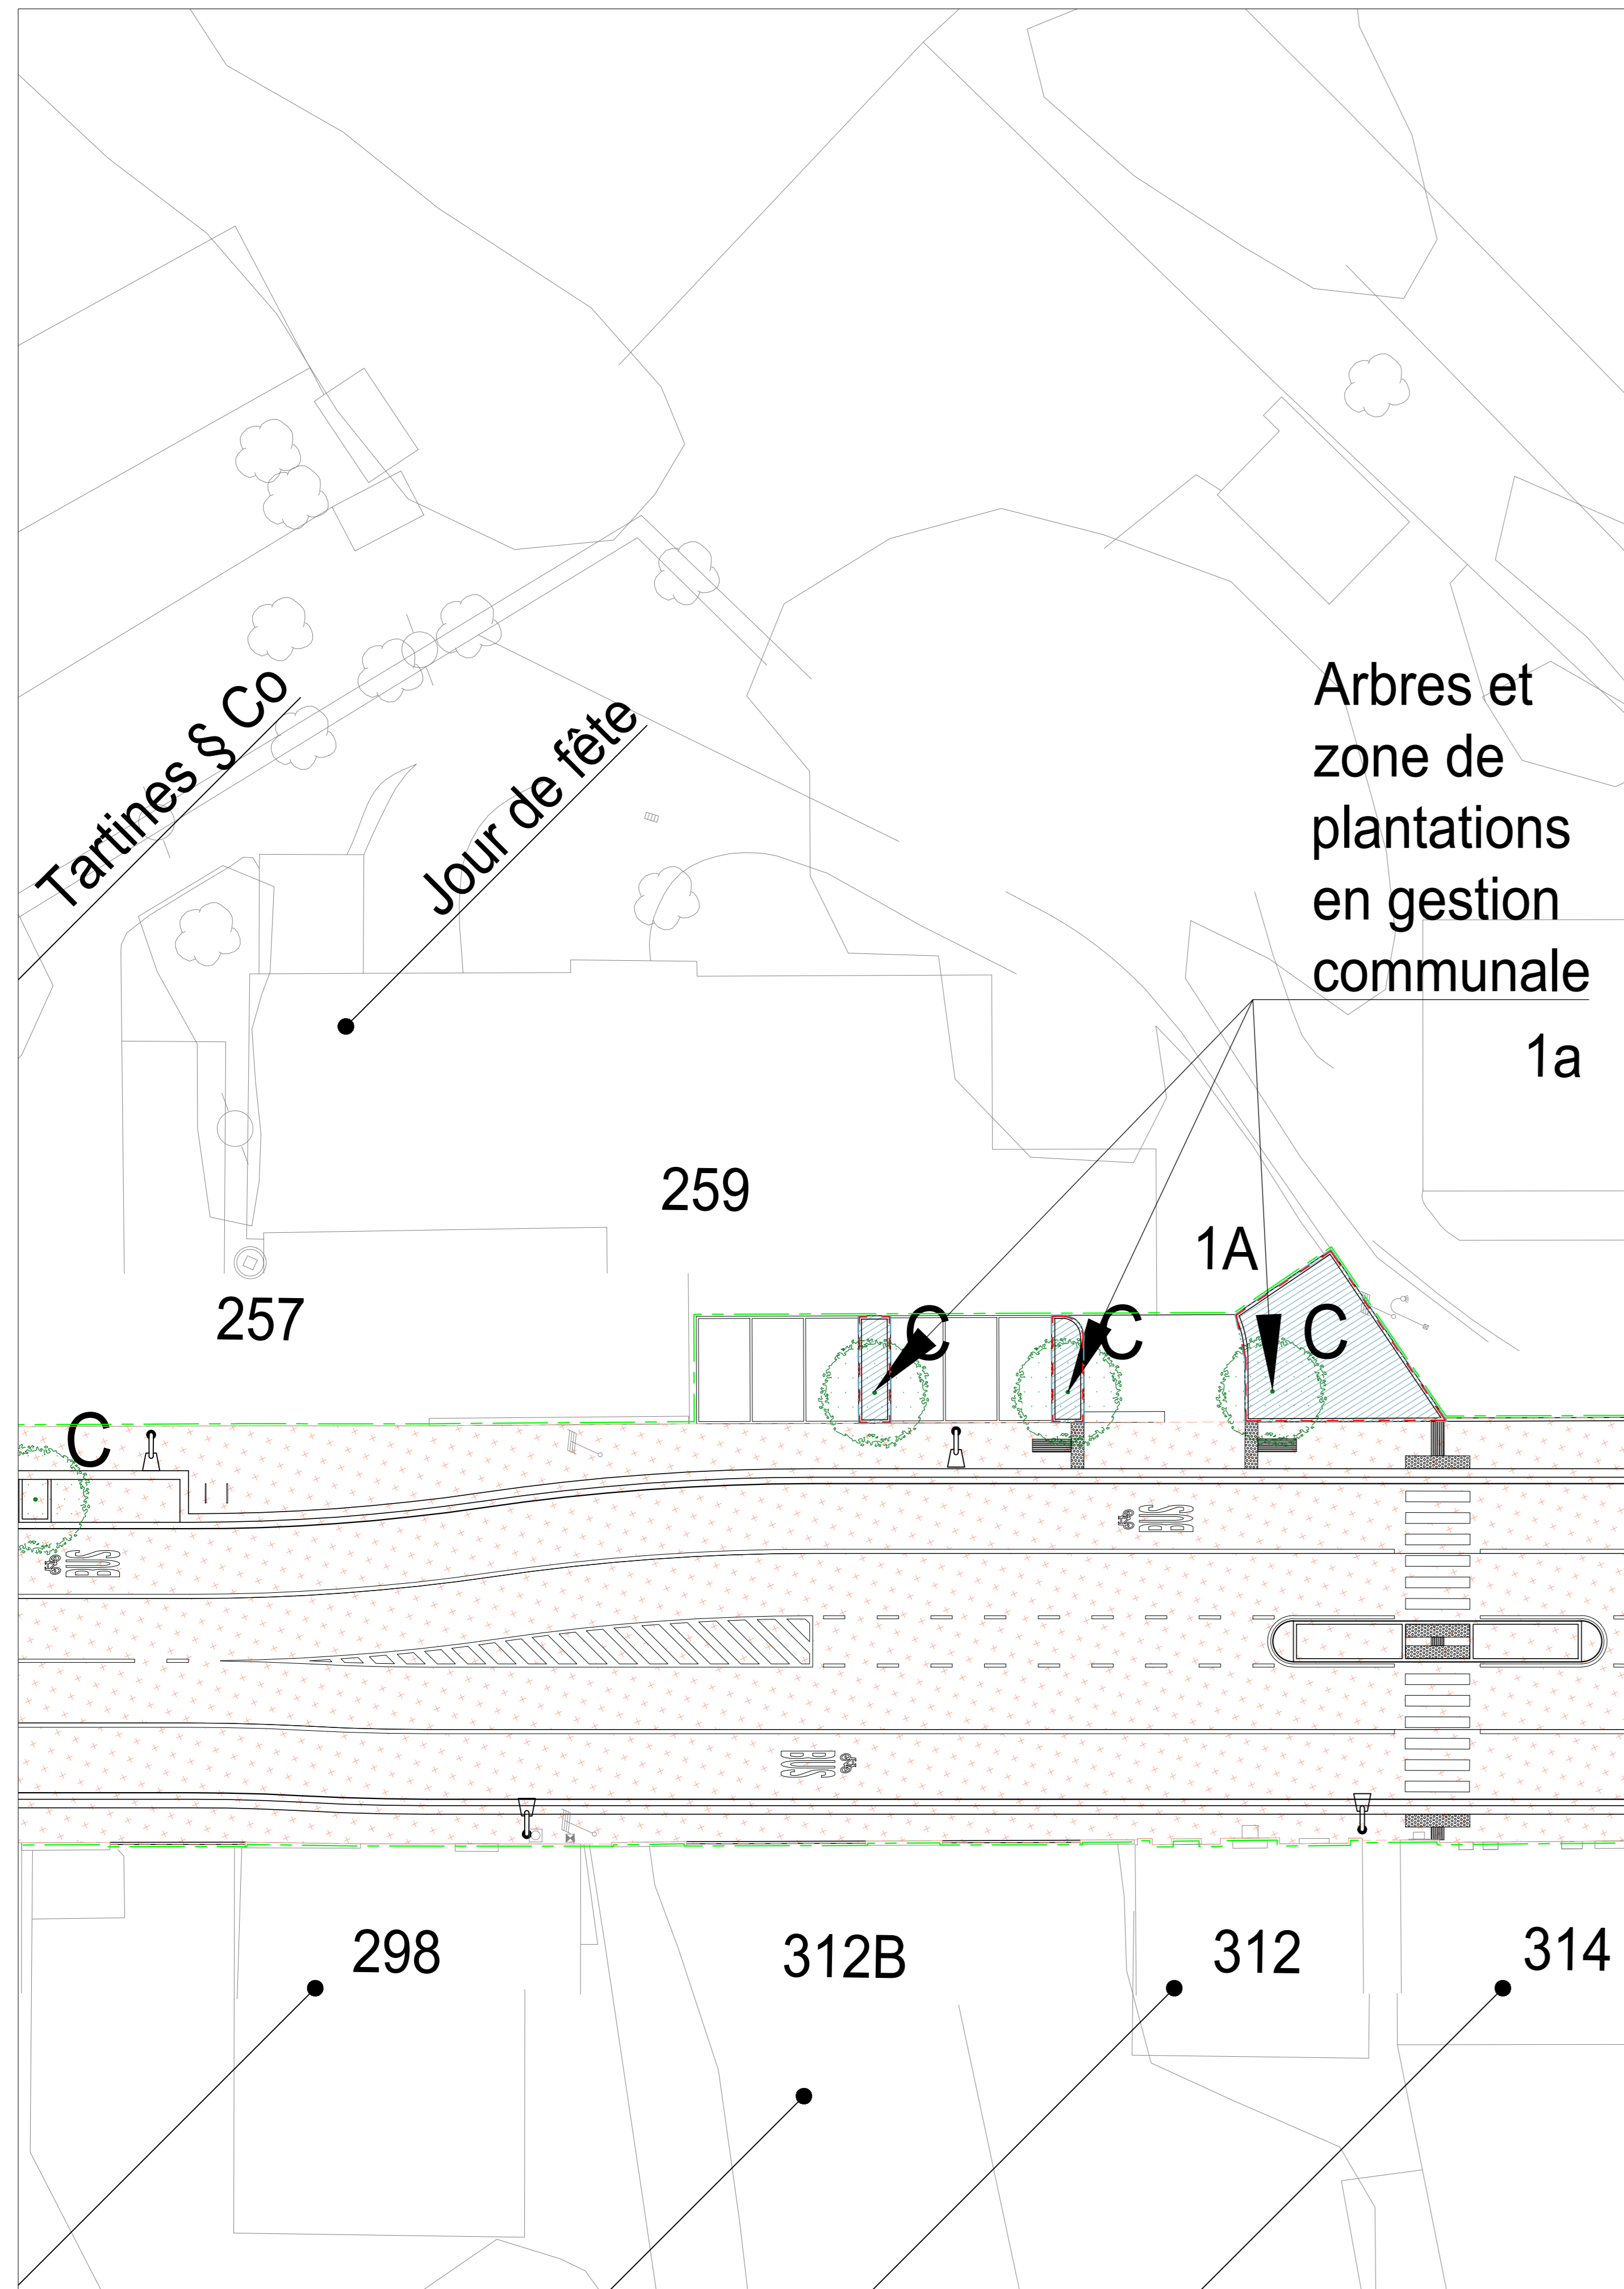 Arbres et
zone de
plantations
en gestion
communale
Tartines § Co
Jour de fête
1a
259
1A
257
C
C
C
C
BUS
BUS
BUS
298
312B
312
314